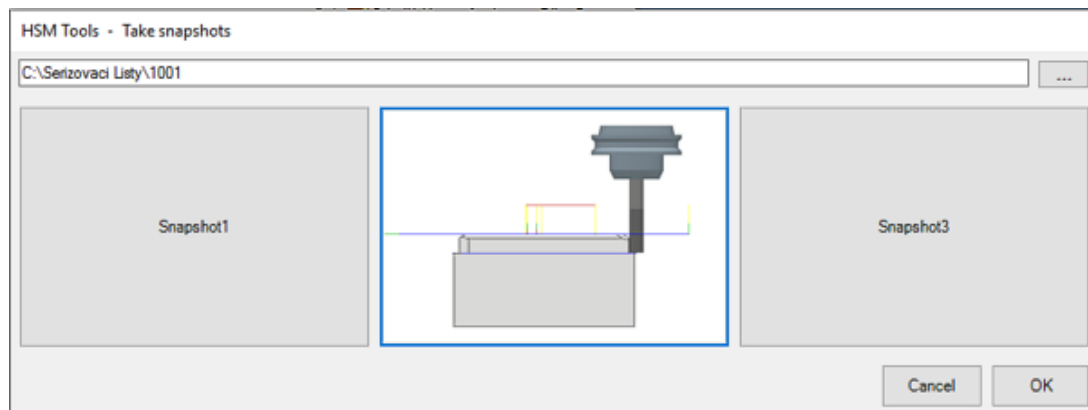 HSM Tools - Take snapshots
C:\Serizovaci Listy\1001
...
Snapshot1
Snapshot3
Cancel
OK